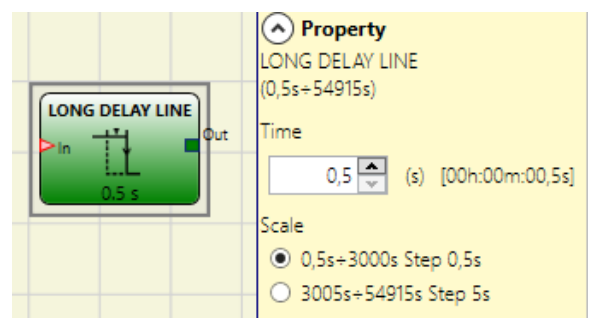 LONG DELAY LINE
In
Out
0.5 s
Property
LONG DELAY LINE
(0,5s÷54915s)
Time
0,5 (s) [00h:00m:00,5s]
Scale
0,5s÷3000s Step 0,5s
3005s÷54915s Step 5s